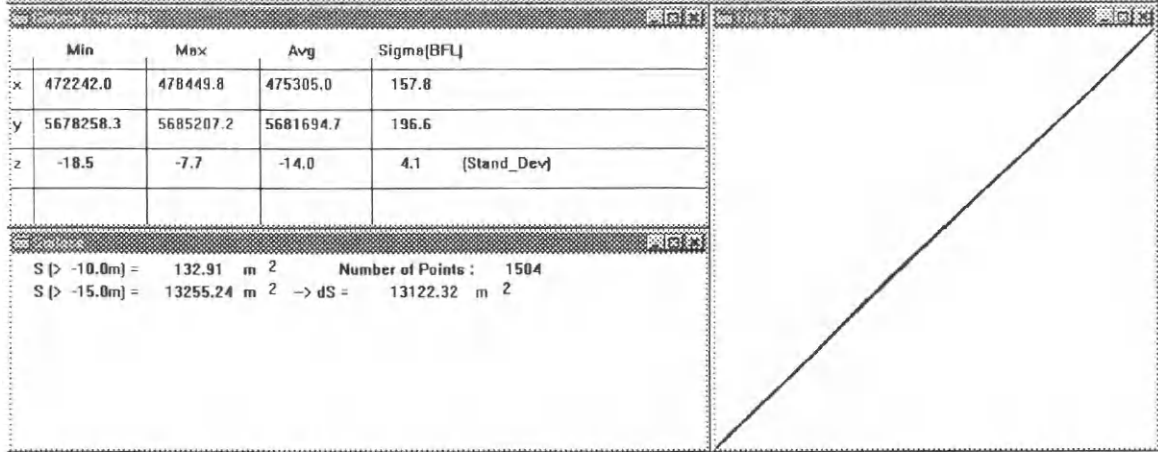 Min Max Avg Sigma(BFL)
x 472242.0 478449.8 475305.0 157.8
y 5678258.3 5685207.2 5681694.7 196.6
z -18.5 -7.7 -14.0 4.1 (Stand_Dev)
S (> -10.0m) = 132.91 m 2 Number of Points : 1504
S (> -15.0m) = 13255.24 m 2 -> dS = 13122.32 m 2